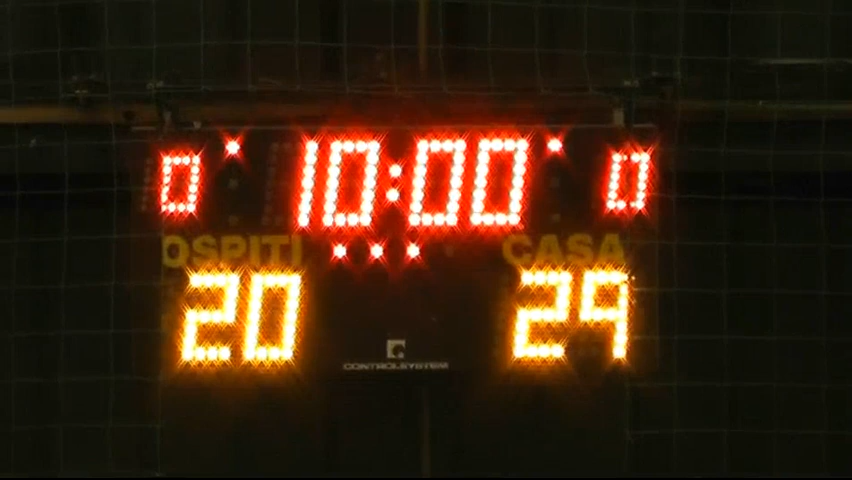 0 10:00 0
OSPITI CASA
20 29
CONTROLSYSTEM